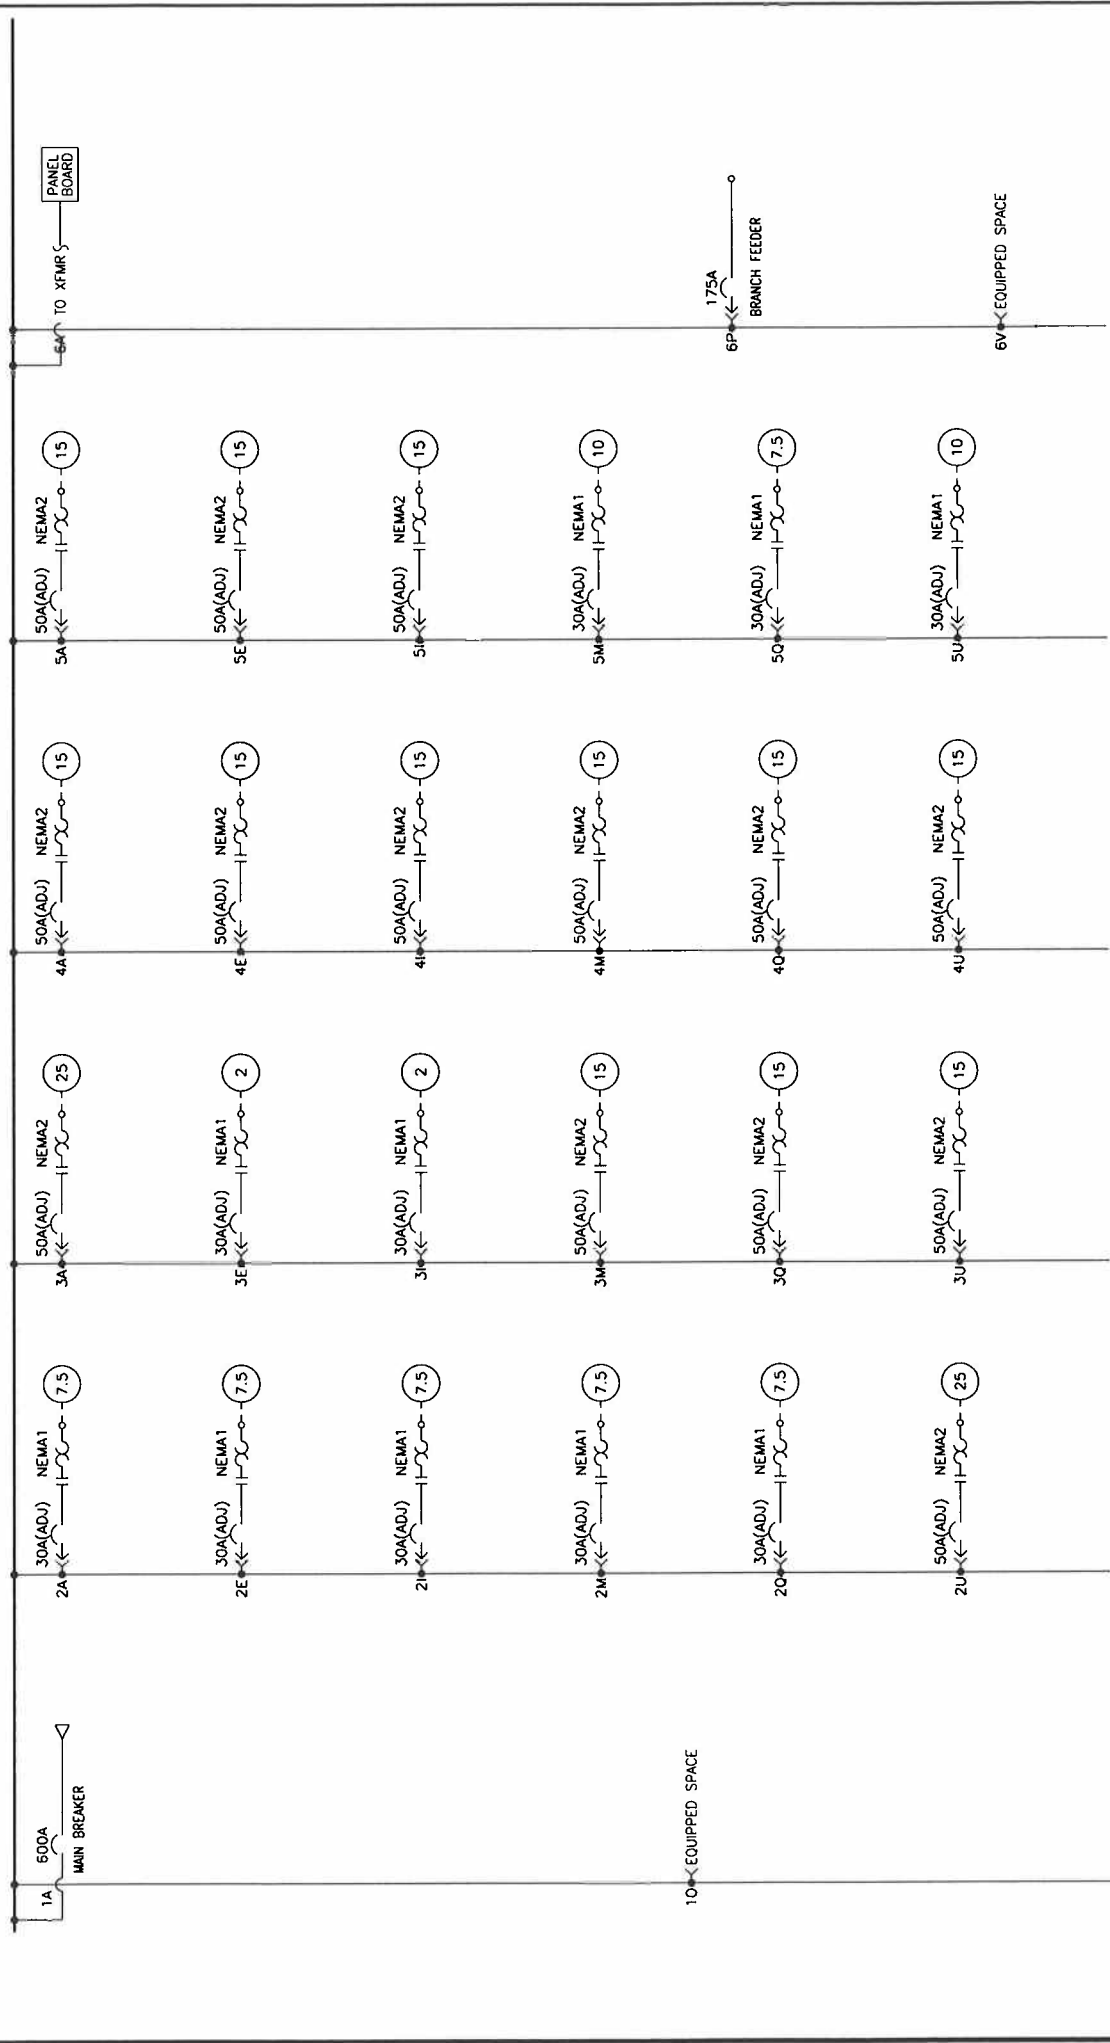 1A
600A
MAIN BREAKER
1O
EQUIPPED SPACE
2A
30A(ADJ)
NEMA1
7.5
2E
30A(ADJ)
NEMA1
7.5
2I
30A(ADJ)
NEMA1
7.5
2M
30A(ADJ)
NEMA1
7.5
2Q
30A(ADJ)
NEMA1
7.5
2U
50A(ADJ)
NEMA2
25
3A
50A(ADJ)
NEMA2
25
3E
30A(ADJ)
NEMA1
2
3I
30A(ADJ)
NEMA1
2
3M
50A(ADJ)
NEMA2
15
3Q
50A(ADJ)
NEMA2
15
3U
50A(ADJ)
NEMA2
15
4A
50A(ADJ)
NEMA2
15
4E
50A(ADJ)
NEMA2
15
4I
50A(ADJ)
NEMA2
15
4M
50A(ADJ)
NEMA2
15
4Q
50A(ADJ)
NEMA2
15
4U
50A(ADJ)
NEMA2
15
5A
50A(ADJ)
NEMA2
15
5E
50A(ADJ)
NEMA2
15
5I
50A(ADJ)
NEMA2
15
5M
30A(ADJ)
NEMA1
10
5Q
30A(ADJ)
NEMA1
7.5
5U
30A(ADJ)
NEMA1
10
6A
TO XFMR
PANEL
BOARD
6P
175A
BRANCH FEEDER
6V
EQUIPPED SPACE